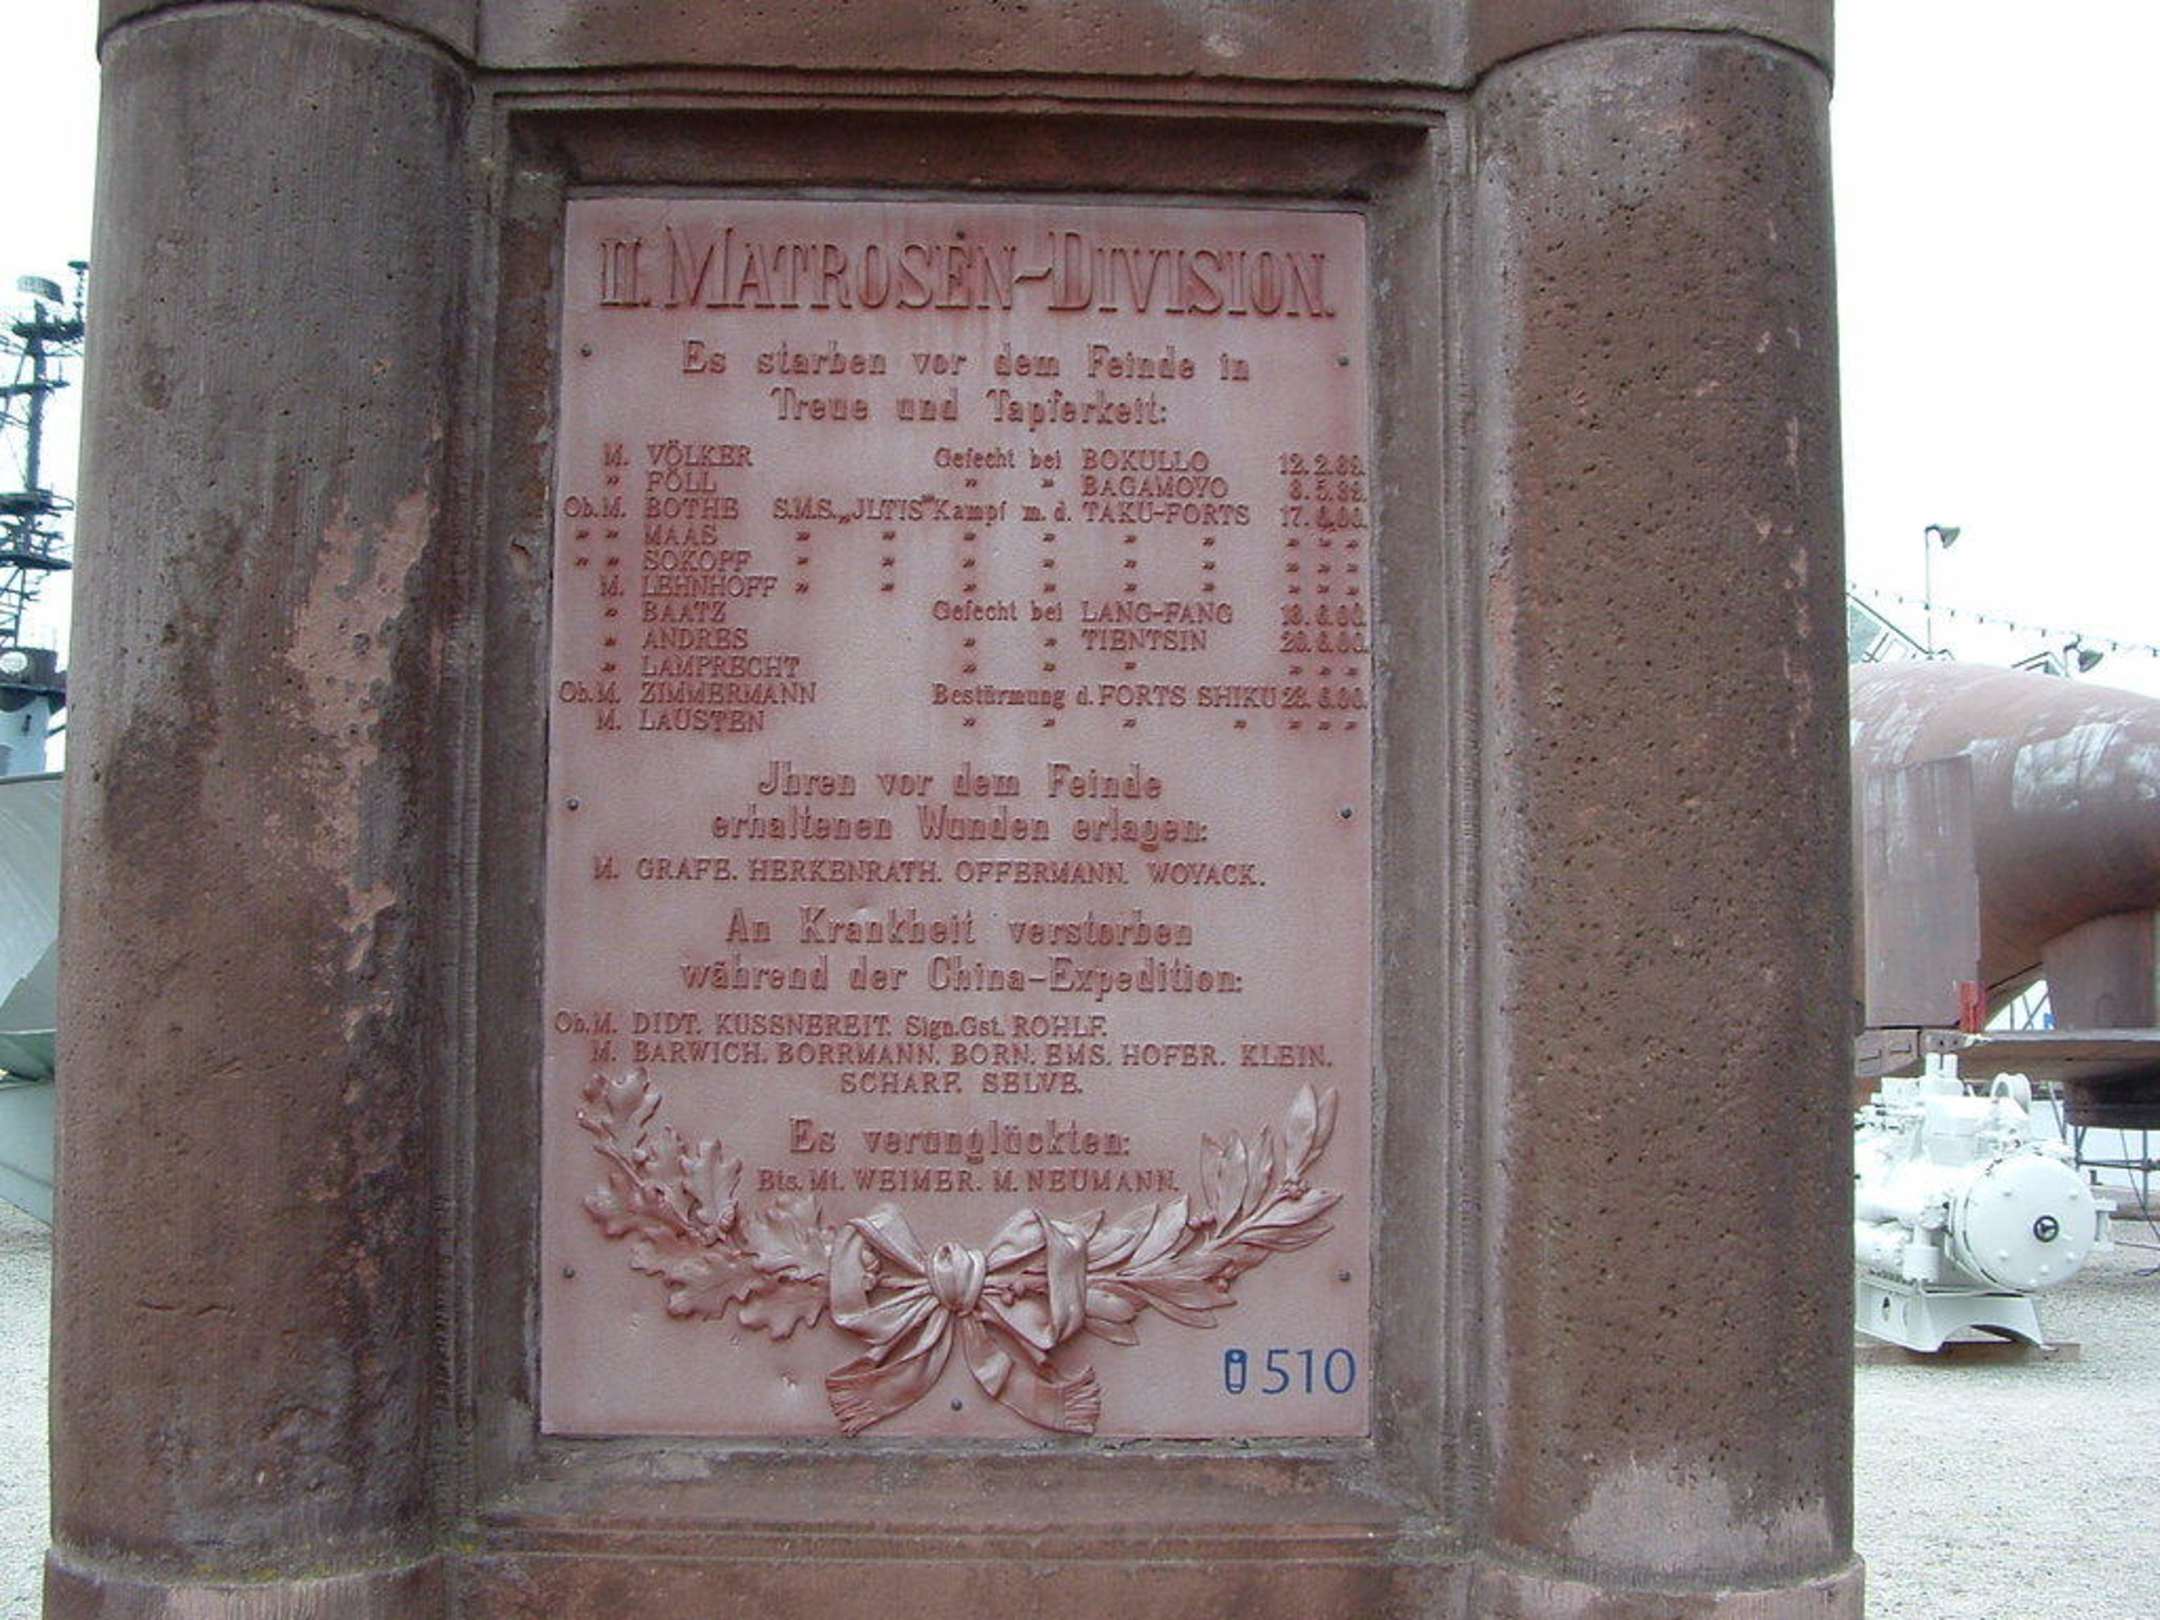 II. MATROSEN-DIVISION.
Es starben vor dem Feinde in
Treue und Tapferkeit:
M. VÖLKER Gefecht bei BOKULLO 12.2.89.
" FÖLL " " BAGAMOYO 8.5.89.
Ob.M. BOTHE S.M.S. „JLTIS" Kampf m. d. TAKU-FORTS 17.6.00.
" " MAAS " " " " " " " " "
" " SOKOPF " " " " " " " " "
M. LEHNHOFF " " " " " " " " "
" BAATZ Gefecht bei LANG-FANG 18.6.00.
" ANDRES " " TIENTSIN 26.6.00.
" LAMPRECHT " " " " " "
Ob.M. ZIMMERMANN Bestürmung d. FORTS SHIKU 28.6.00.
M. LAUSTEN " " " " " " "
Jhren vor dem Feinde
erhaltenen Wunden erlagen:
M. GRAFE. HERKENRATH. OFFERMANN. WOYACK.
An Krankheit verstorben
während der China-Expedition:
Ob.M. DIDT. KUSSNEREIT. Sign.Gst. ROHLF.
M. BARWICH. BORRMANN. BORN. EMS. HOFER. KLEIN.
SCHARF. SELVE.
Es verunglückten:
Bts. Mt. WEIMER. M. NEUMANN.
510